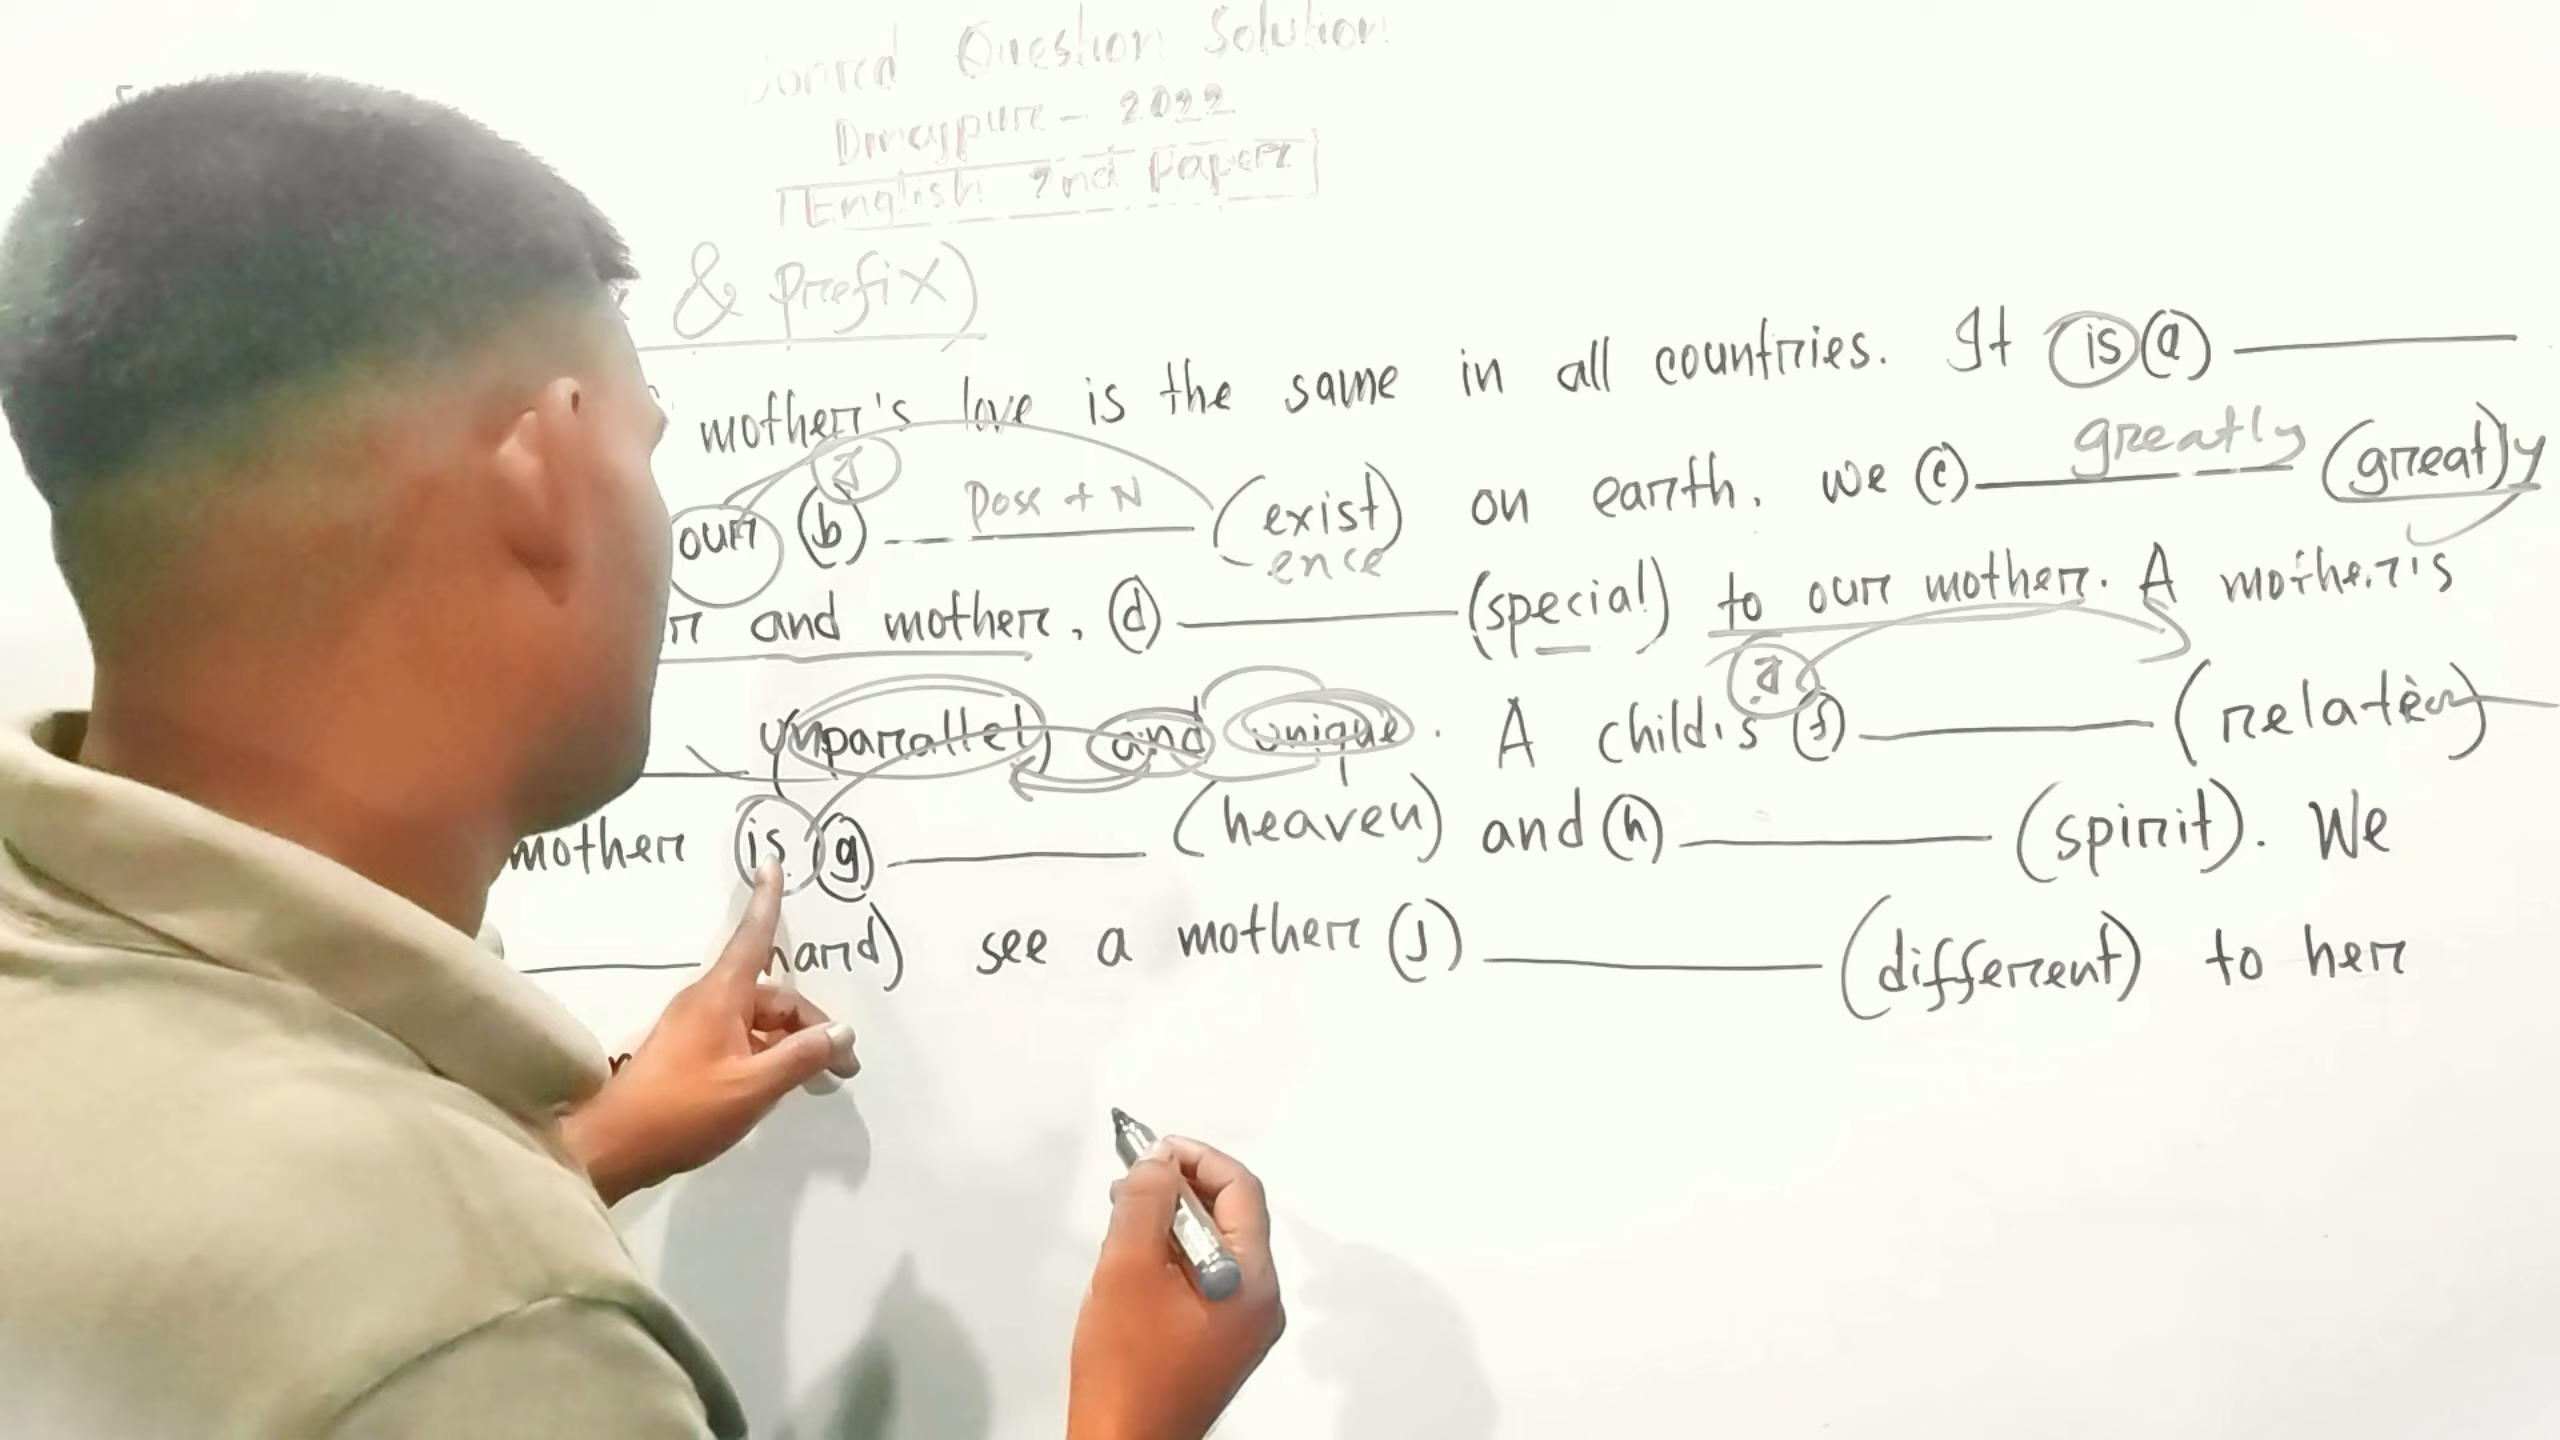 Question Solution
Dinajpur - 2022
English 2nd Paper
& Prefix)
mother's love is the same in all countries. It is (a)
our (b) Poss + N (exist) on earth, we (c) greatly (great)ly
ence
and mother, (d) (special) to our mother. A mother's
unparallel and unique. A child's (f) (relation)
mother is (g) (heaven) and (h) (spirit). We
hard) see a mother (j) (different) to her